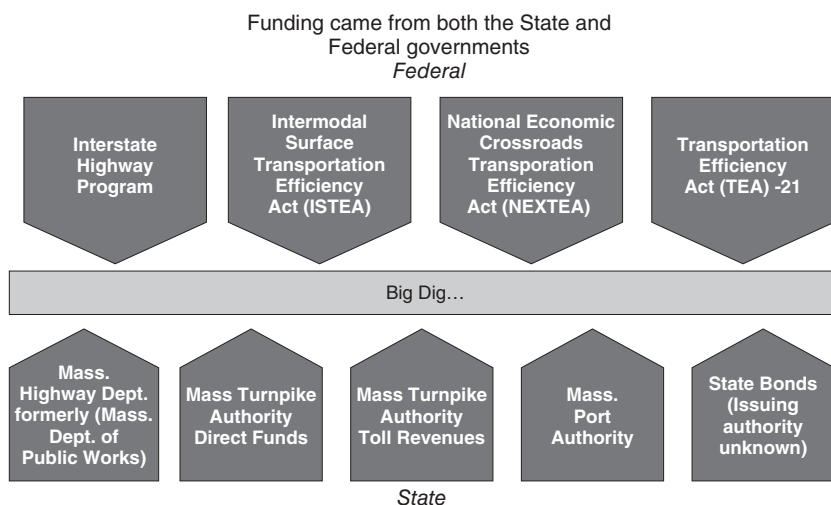 Funding came from both the State and
Federal governments
Federal
Interstate
Highway
Program
Intermodal
Surface
Transportation
Efficiency
Act (ISTEA)
National Economic
Crossroads
Transporation
Efficiency
Act (NEXTEA)
Transportation
Efficiency
Act (TEA) -21
Big Dig…
Mass.
Highway Dept.
formerly (Mass.
Dept. of
Public Works)
Mass Turnpike
Authority
Direct Funds
Mass Turnpike
Authority
Toll Revenues
Mass.
Port
Authority
State Bonds
(Issuing
authority
unknown)
State